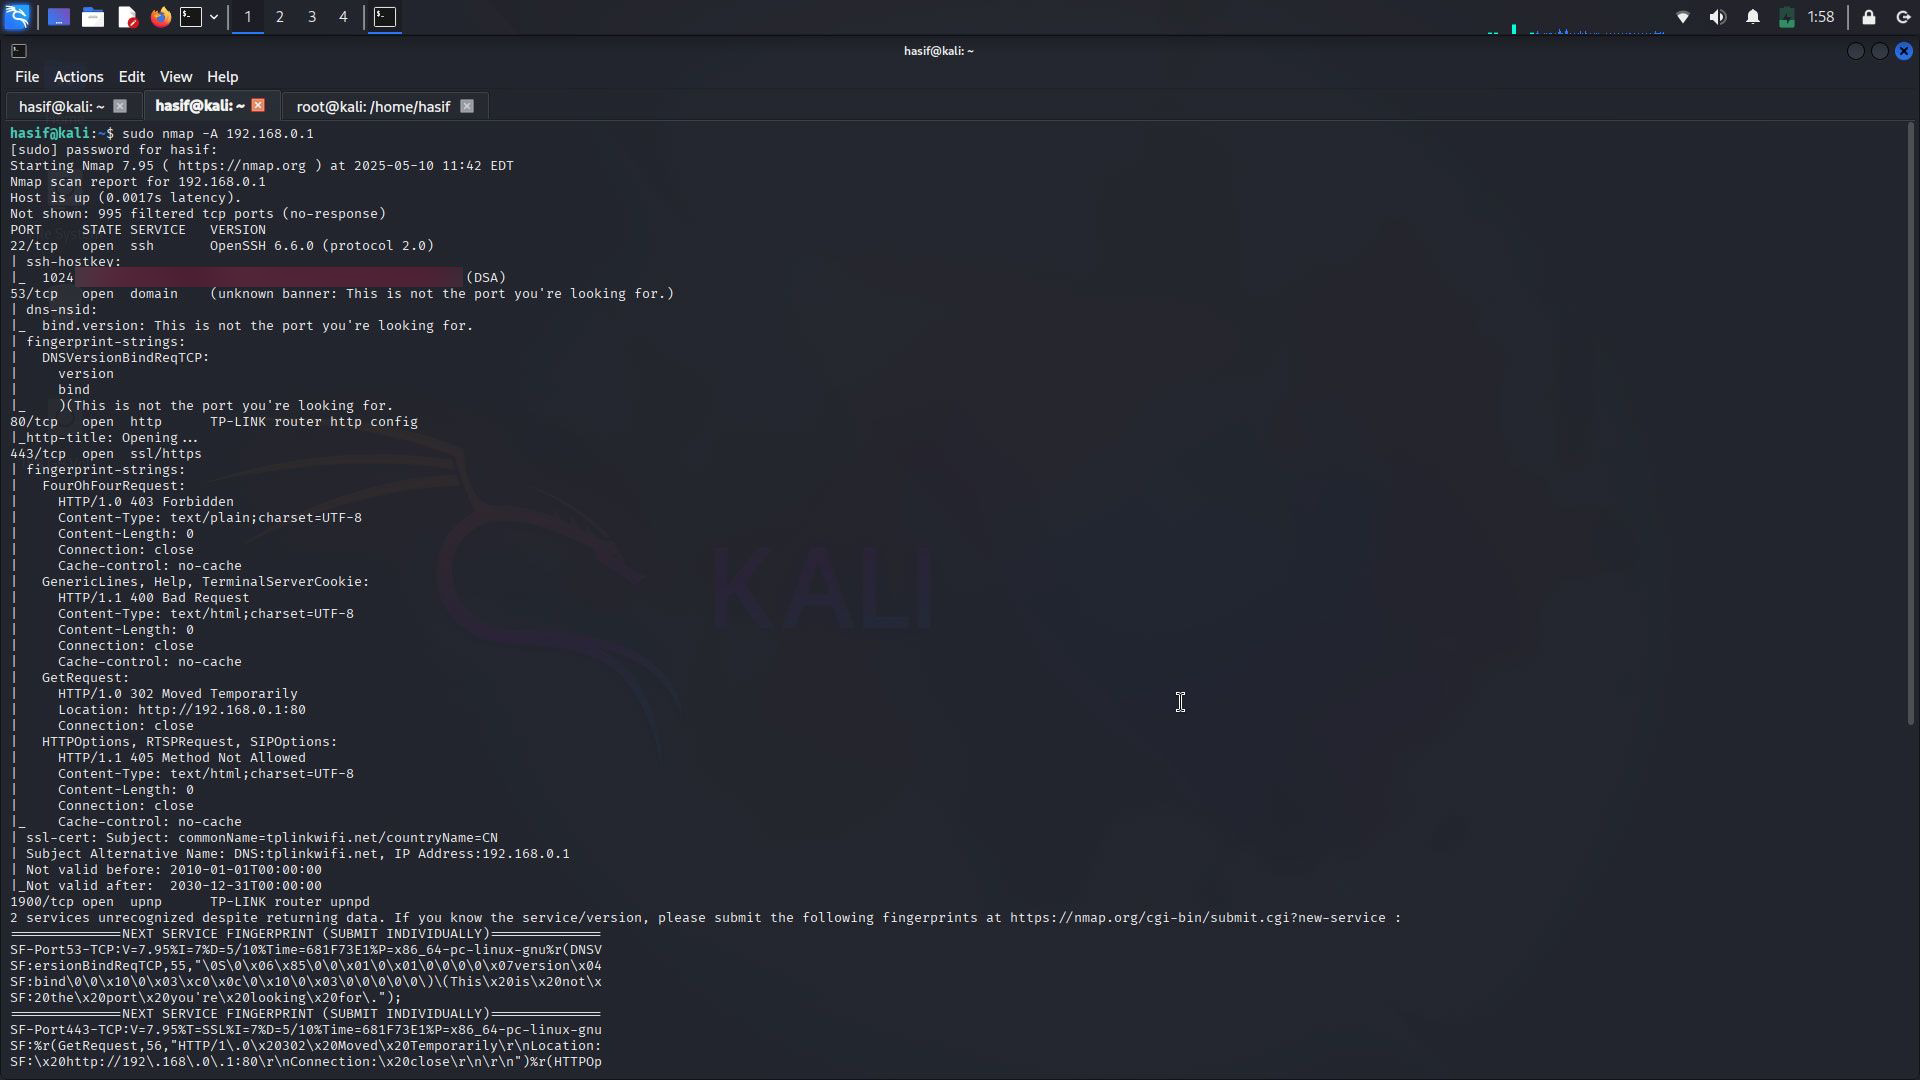 1 2 3 4
1:58
hasif@kali: ~
File Actions Edit View Help
hasif@kali: ~ hasif@kali: ~ root@kali: /home/hasif
hasif@kali:~$ sudo nmap -A 192.168.0.1
[sudo] password for hasif:
Starting Nmap 7.95 ( https://nmap.org ) at 2025-05-10 11:42 EDT
Nmap scan report for 192.168.0.1
Host is up (0.0017s latency).
Not shown: 995 filtered tcp ports (no-response)
PORT     STATE SERVICE   VERSION
22/tcp   open  ssh       OpenSSH 6.6.0 (protocol 2.0)
| ssh-hostkey:
|_  1024 (DSA)
53/tcp   open  domain    (unknown banner: This is not the port you're looking for.)
| dns-nsid:
|_  bind.version: This is not the port you're looking for.
| fingerprint-strings:
|   DNSVersionBindReqTCP:
|     version
|     bind
|_    )(This is not the port you're looking for.
80/tcp   open  http      TP-LINK router http config
|_http-title: Opening...
443/tcp  open  ssl/https
| fingerprint-strings:
|   FourOhFourRequest:
|     HTTP/1.0 403 Forbidden
|     Content-Type: text/plain;charset=UTF-8
|     Content-Length: 0
|     Connection: close
|     Cache-control: no-cache
|   GenericLines, Help, TerminalServerCookie:
|     HTTP/1.1 400 Bad Request
|     Content-Type: text/html;charset=UTF-8
|     Content-Length: 0
|     Connection: close
|     Cache-control: no-cache
|   GetRequest:
|     HTTP/1.0 302 Moved Temporarily
|     Location: http://192.168.0.1:80
|     Connection: close
|   HTTPOptions, RTSPRequest, SIPOptions:
|     HTTP/1.1 405 Method Not Allowed
|     Content-Type: text/html;charset=UTF-8
|     Content-Length: 0
|     Connection: close
|_    Cache-control: no-cache
| ssl-cert: Subject: commonName=tplinkwifi.net/countryName=CN
| Subject Alternative Name: DNS:tplinkwifi.net, IP Address:192.168.0.1
| Not valid before: 2010-01-01T00:00:00
|_Not valid after:  2030-12-31T00:00:00
1900/tcp open  upnp      TP-LINK router upnpd
2 services unrecognized despite returning data. If you know the service/version, please submit the following fingerprints at https://nmap.org/cgi-bin/submit.cgi?new-service :
==============NEXT SERVICE FINGERPRINT (SUBMIT INDIVIDUALLY)==============
SF-Port53-TCP:V=7.95%I=7%D=5/10%Time=681F73E1%P=x86_64-pc-linux-gnu%r(DNSV
SF:ersionBindReqTCP,55,"\0S\0\x06\x85\0\0\x01\0\x01\0\0\0\0\x07version\x04
SF:bind\0\0\x10\0\x03\xc0\x0c\0\x10\0\x03\0\0\0\0\0\)\(This\x20is\x20not\x
SF:20the\x20port\x20you're\x20looking\x20for\.");
==============NEXT SERVICE FINGERPRINT (SUBMIT INDIVIDUALLY)==============
SF-Port443-TCP:V=7.95%T=SSL%I=7%D=5/10%Time=681F73E1%P=x86_64-pc-linux-gnu
SF:%r(GetRequest,56,"HTTP/1\.0\x20302\x20Moved\x20Temporarily\r\nLocation:
SF:\x20http://192\.168\.0\.1:80\r\nConnection:\x20close\r\n\r\n")%r(HTTPOp
KALI